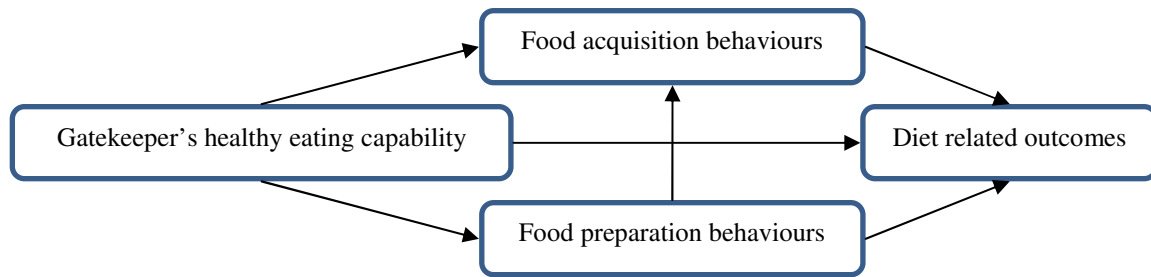 Food acquisition behaviours
Gatekeeper’s healthy eating capability
Diet related outcomes
Food preparation behaviours